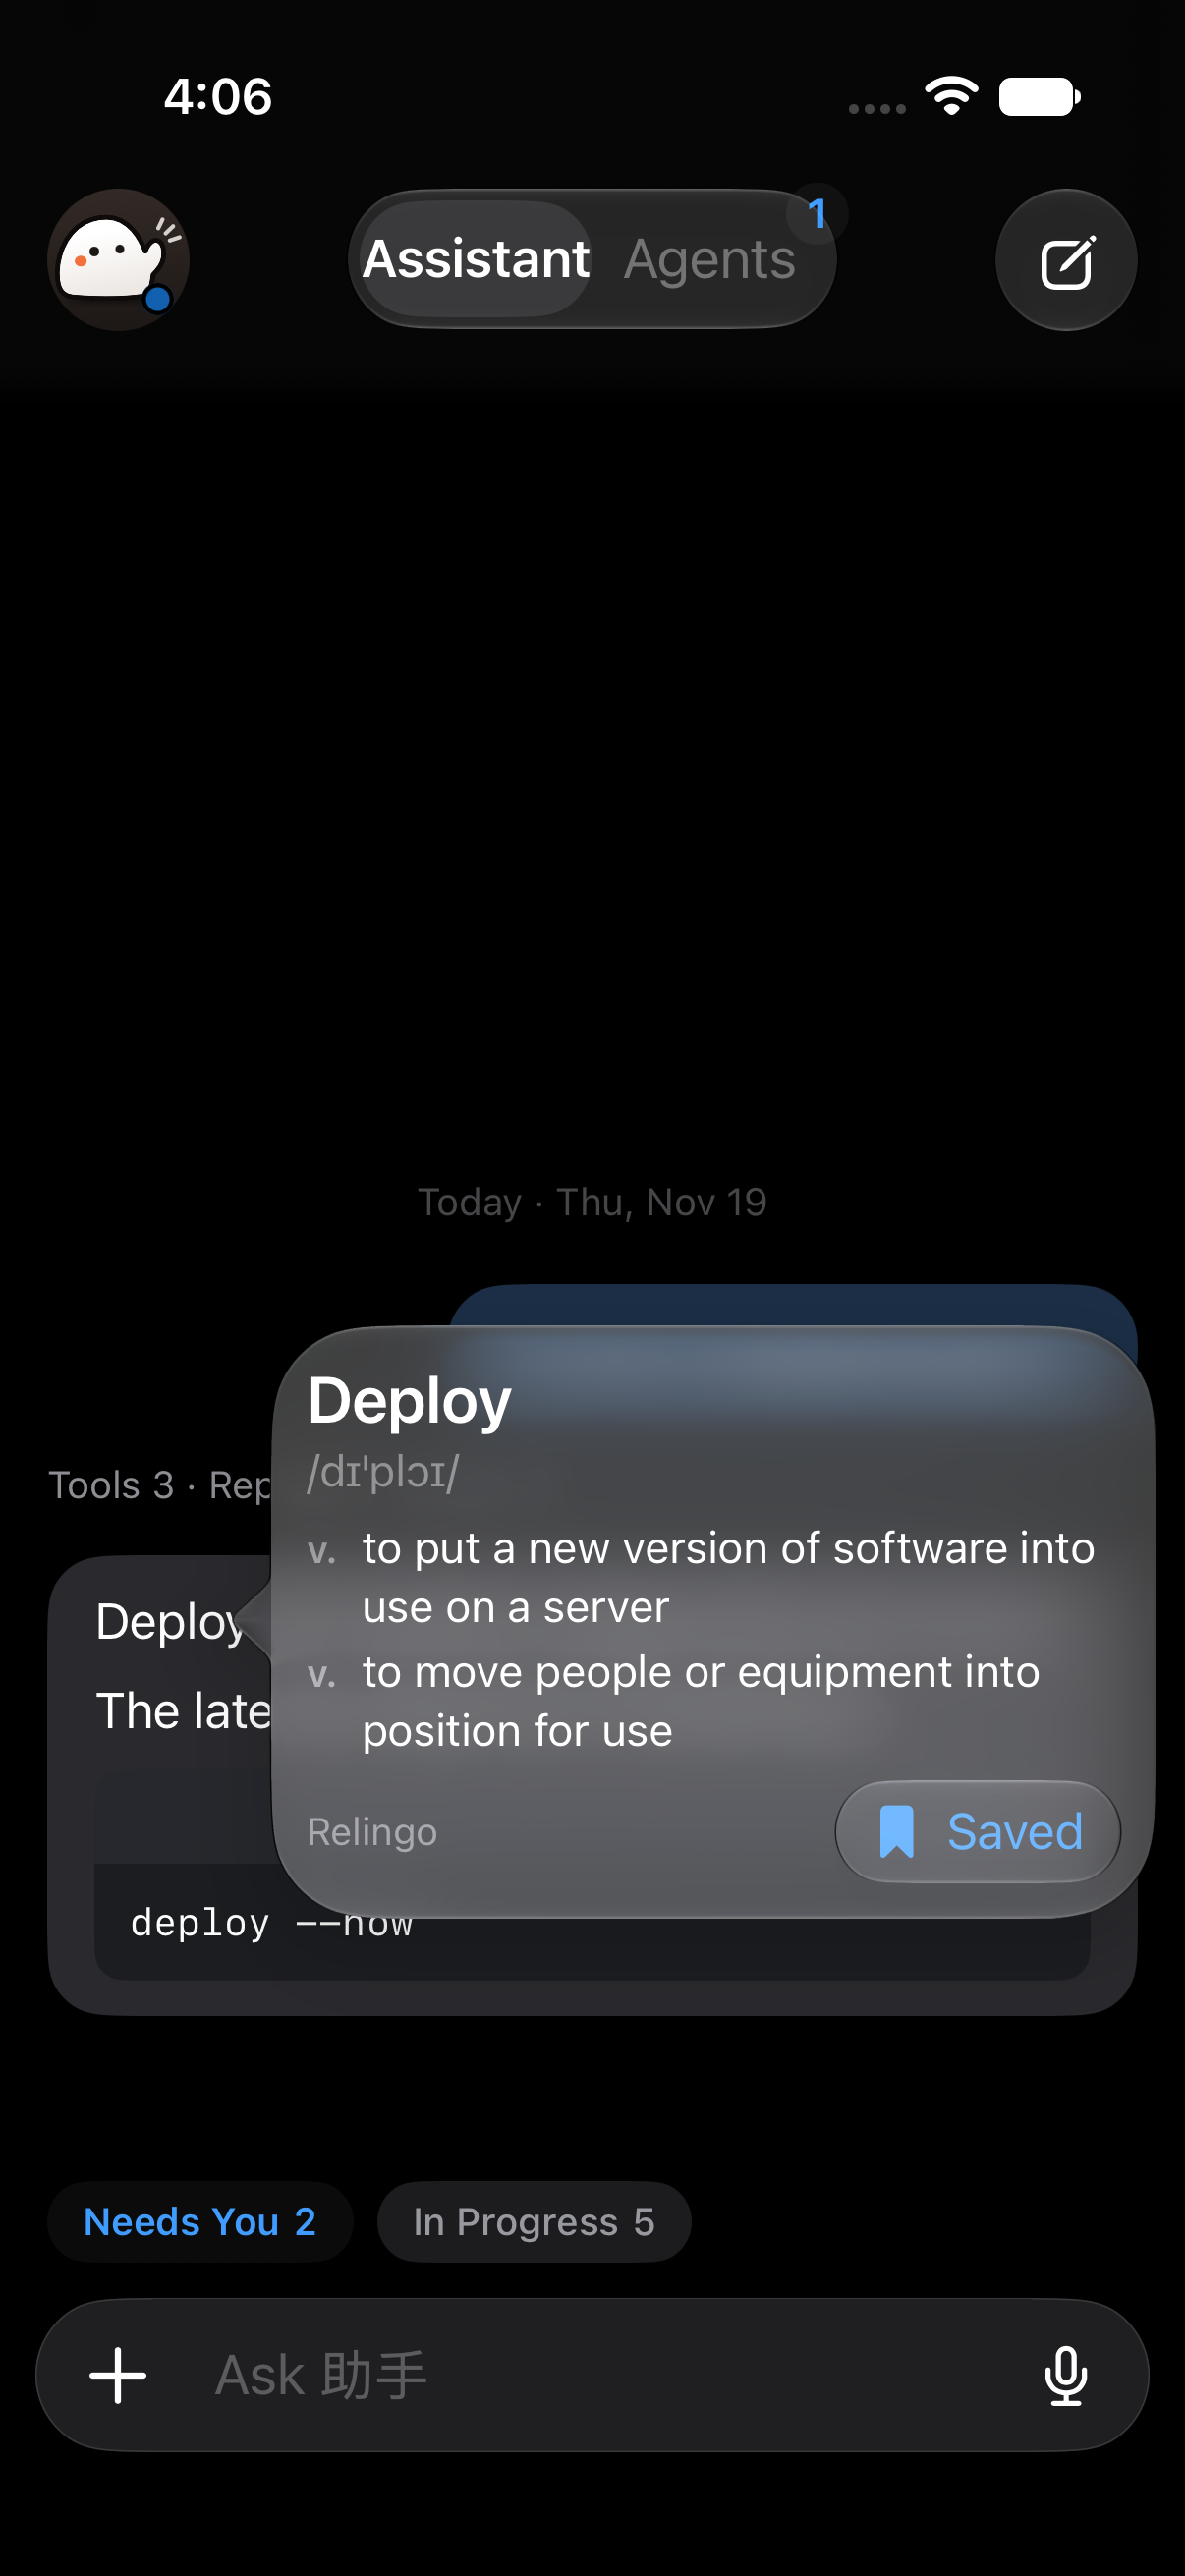 4:06
Assistant
Agents
1
Today · Thu, Nov 19
Deploy
/dɪˈplɔɪ/
Tools 3 · Rep
v. to put a new version of software into
use on a server
Deploy
v. to move people or equipment into
The late
position for use
Relingo
Saved
deploy --now
Needs You 2
In Progress 5
Ask 助手